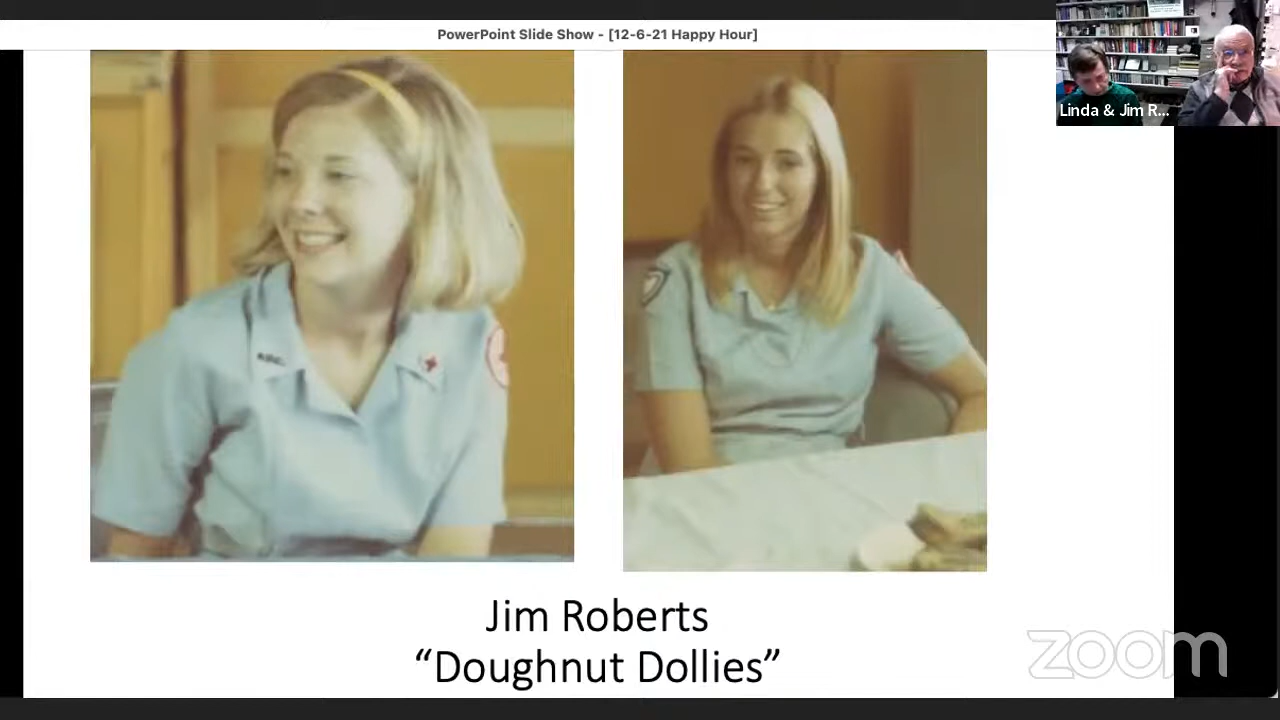 PowerPoint Slide Show - [12-6-21 Happy Hour]
Linda & Jim R...
Jim Roberts
“Doughnut Dollies”
zoom